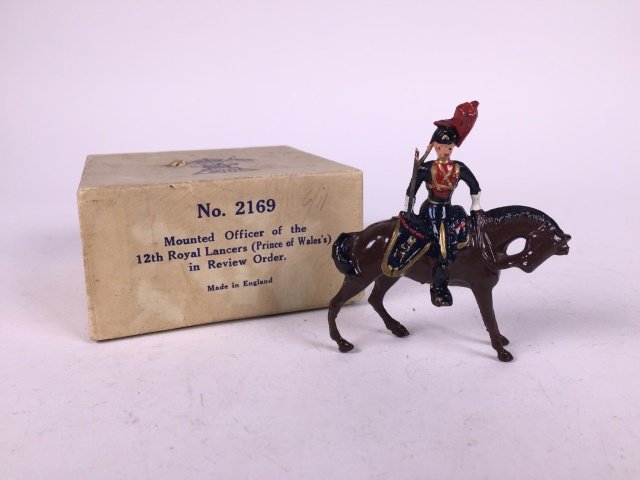 No. 2169
Mounted Officer of the
12th Royal Lancers (Prince of Wales's)
in Review Order.
Made in England